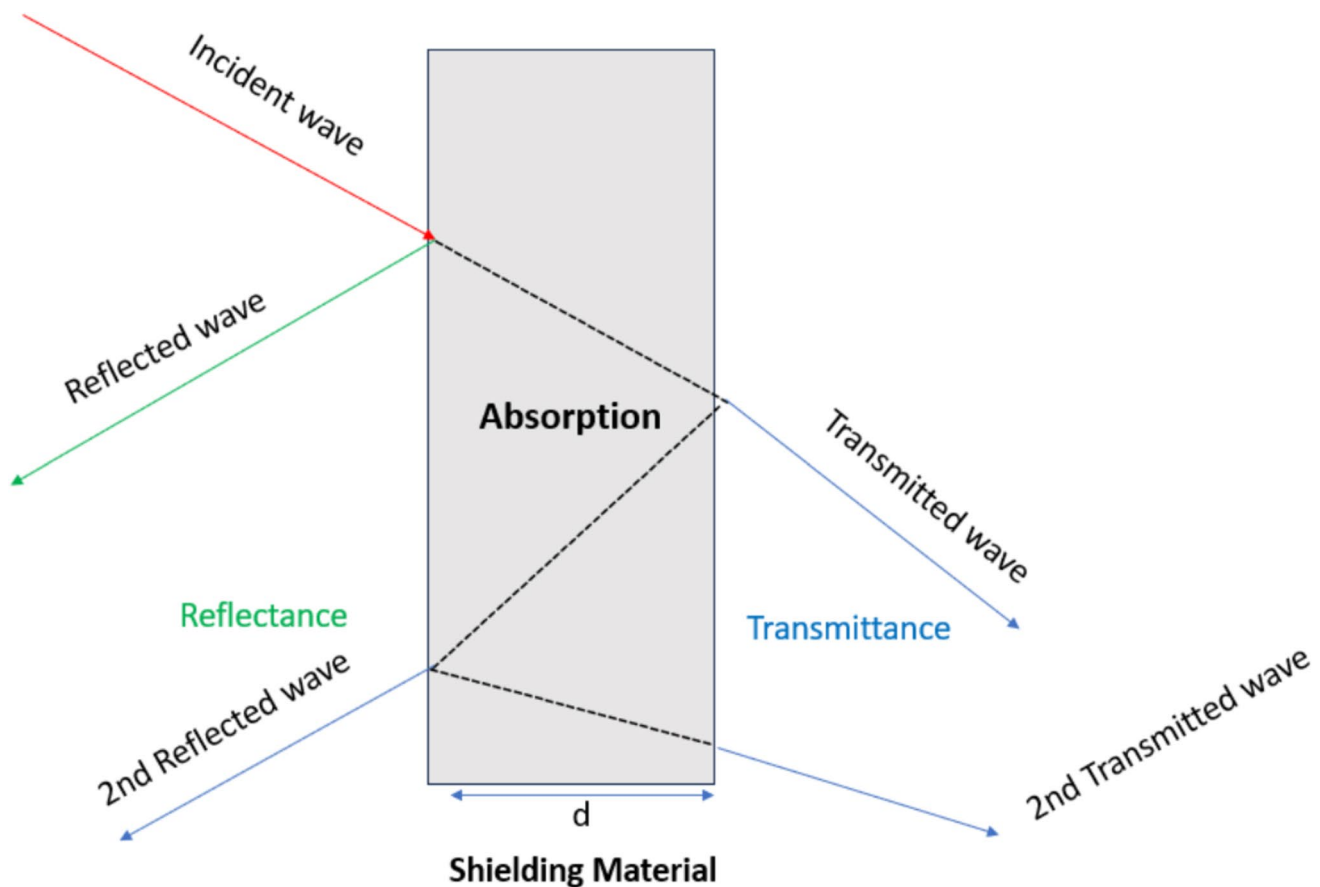 Incident wave
Reflected wave
Absorption
Transmitted wave
Reflectance
Transmittance
2nd Reflected wave
2nd Transmitted wave
d
Shielding Material